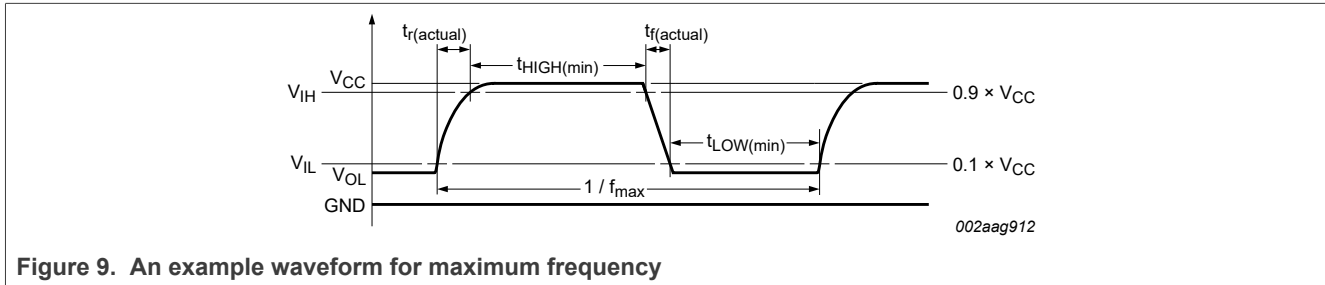 tr(actual)
tf(actual)
tHIGH(min)
VCC
VIH
0.9 × VCC
tLOW(min)
VIL
0.1 × VCC
VOL
1 / fmax
GND
002aag912
Figure 9. An example waveform for maximum frequency